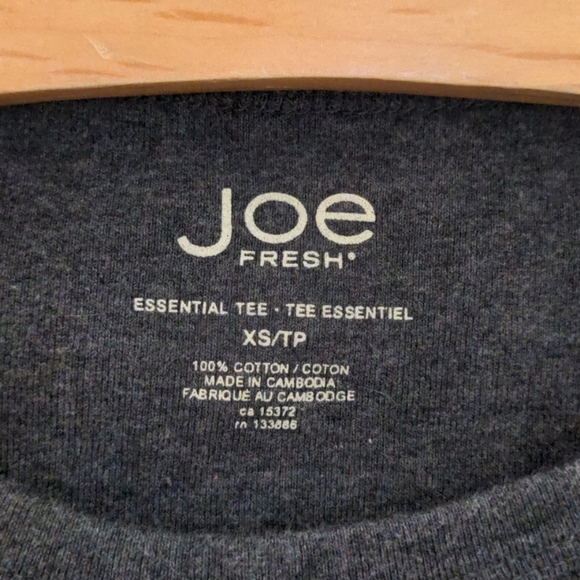 Joe
FRESH®
ESSENTIAL TEE • TEE ESSENTIEL
XS/TP
100% COTTON / COTON
MADE IN CAMBODIA
FABRIQUÉ AU CAMBODGE
ca 15372
rn 133886